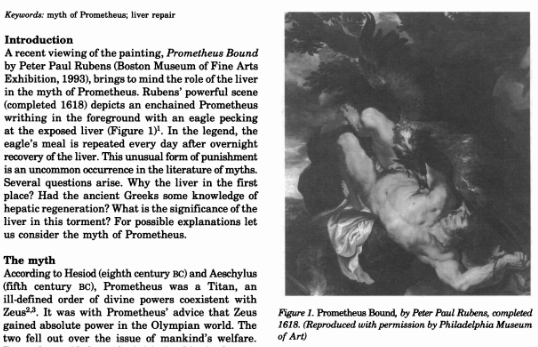 Keywords: myth of Prometheus; liver repair
Introduction
A recent viewing of the painting, Prometheus Bound
by Peter Paul Rubens (Boston Museum of Fine Arts
Exhibition, 1993), brings to mind the role of the liver
in the myth of Prometheus. Rubens' powerful scene
(completed 1618) depicts an enchained Prometheus
writhing in the foreground with an eagle pecking
at the exposed liver (Figure 1)¹. In the legend, the
eagle's meal is repeated every day after overnight
recovery of the liver. This unusual form of punishment
is an uncommon occurrence in the literature of myths.
Several questions arise. Why the liver in the first
place? Had the ancient Greeks some knowledge of
hepatic regeneration? What is the significance of the
liver in this torment? For possible explanations let
us consider the myth of Prometheus.
The myth
According to Hesiod (eighth century BC) and Aeschylus
(fifth century BC), Prometheus was a Titan, an
ill-defined order of divine powers coexistent with
Zeus²,³. It was with Prometheus' advice that Zeus
gained absolute power in the Olympian world. The
two fell out over the issue of mankind's welfare.
Figure 1. Prometheus Bound, by Peter Paul Rubens, completed
1618. (Reproduced with permission by Philadelphia Museum
of Art)